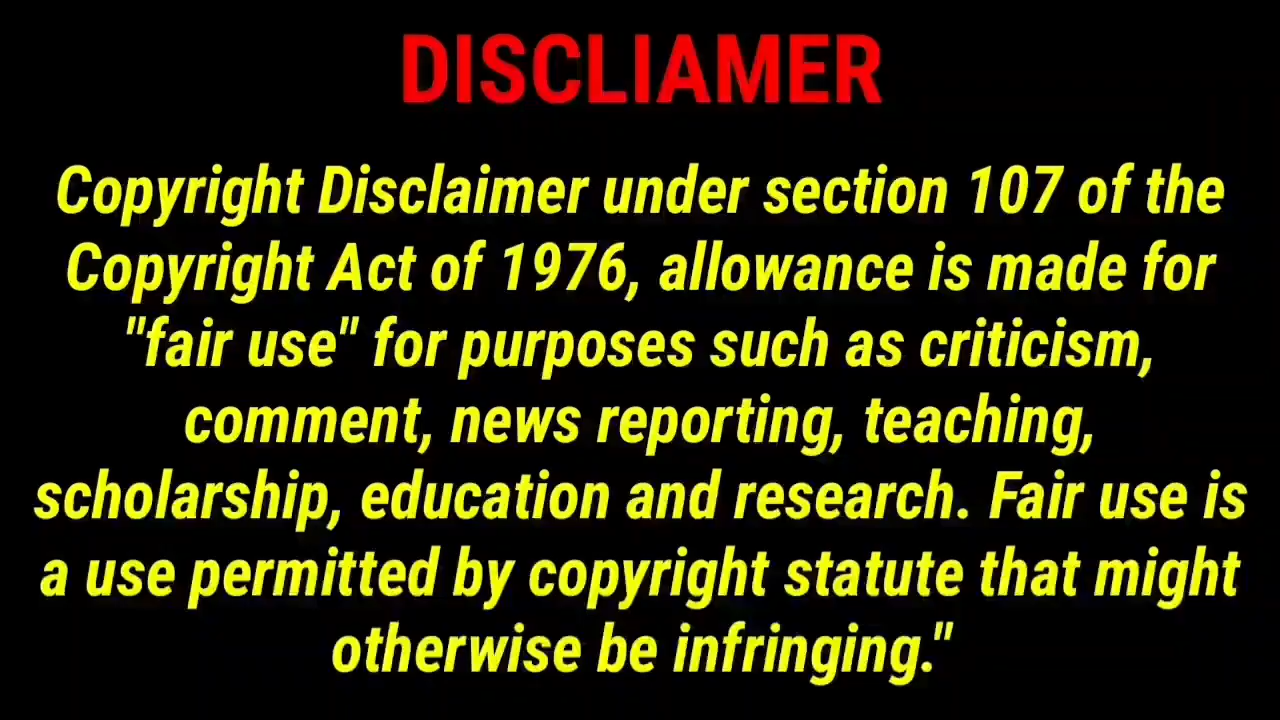 DISCLIAMER
Copyright Disclaimer under section 107 of the
Copyright Act of 1976, allowance is made for
"fair use" for purposes such as criticism,
comment, news reporting, teaching,
scholarship, education and research. Fair use is
a use permitted by copyright statute that might
otherwise be infringing."